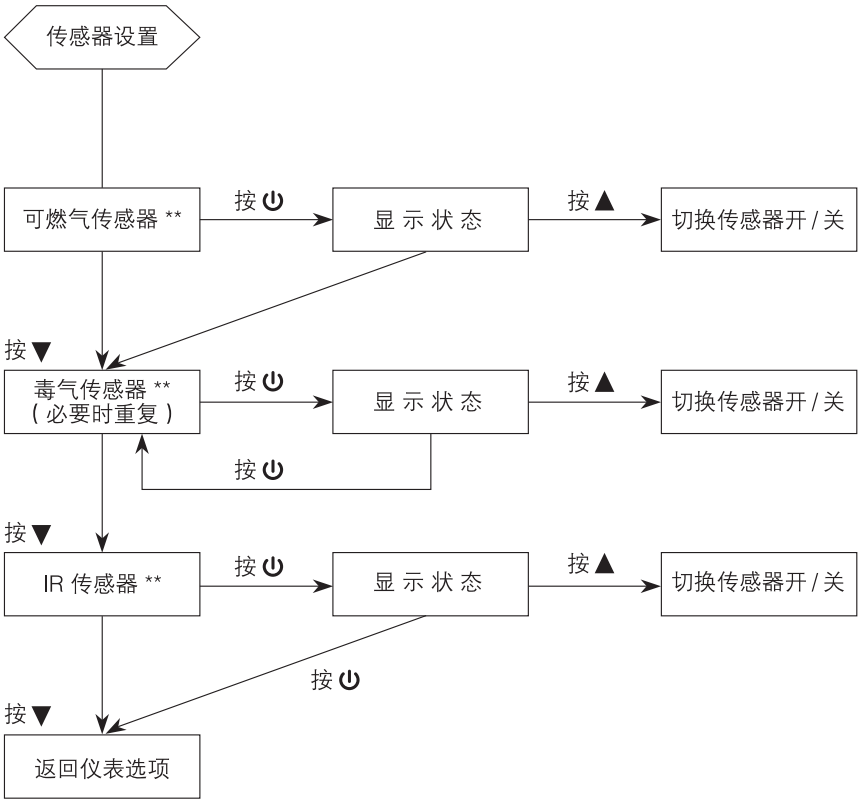 传感器设置
可燃气传感器 **
按 ⏻
显 示 状 态
按 ▲
切换传感器开 / 关
按 ▼
毒气传感器 **
( 必要时重复 )
按 ⏻
显 示 状 态
按 ▲
切换传感器开 / 关
按 ⏻
按 ▼
IR 传感器 **
按 ⏻
显 示 状 态
按 ▲
切换传感器开 / 关
按 ⏻
按 ▼
返回仪表选项